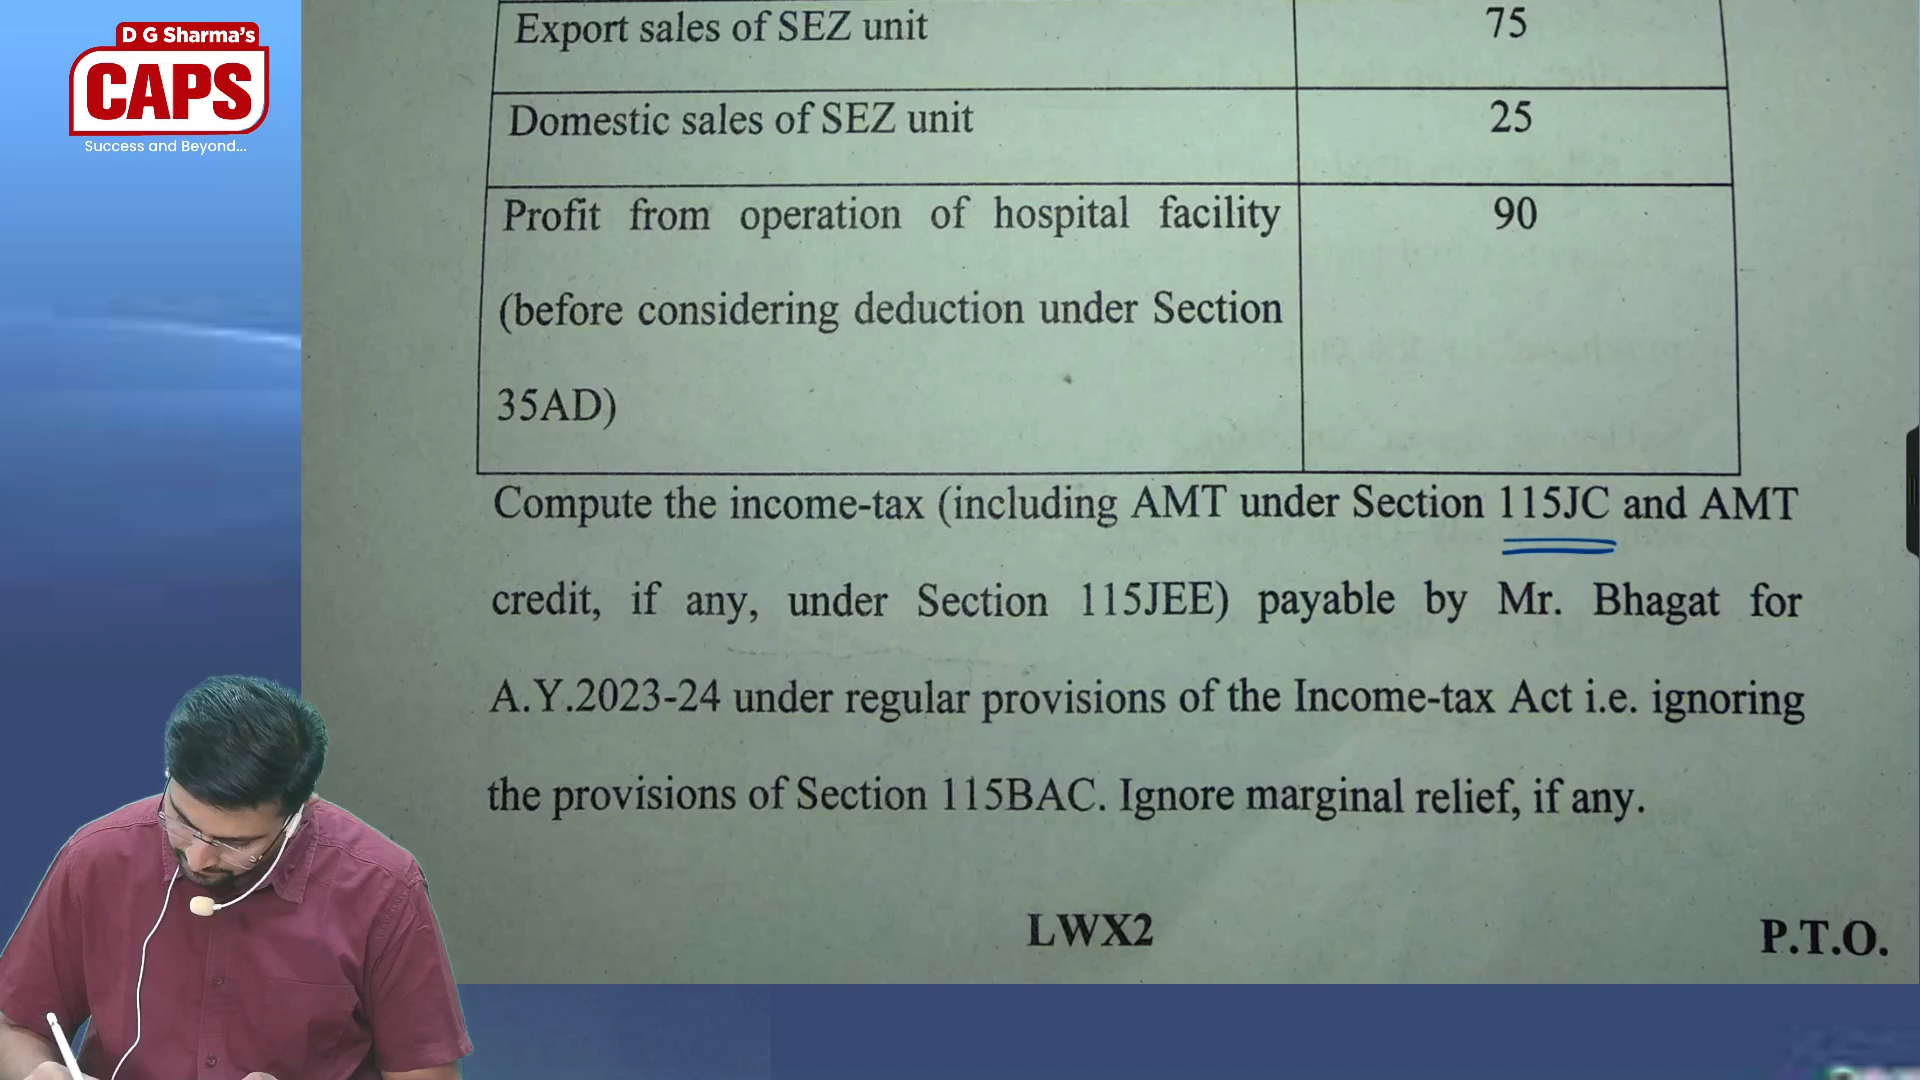 D G Sharma's
CAPS
Success and Beyond...
Export sales of SEZ unit 75
Domestic sales of SEZ unit 25
Profit from operation of hospital facility 90
(before considering deduction under Section
35AD)
Compute the income-tax (including AMT under Section 115JC and AMT
credit, if any, under Section 115JEE) payable by Mr. Bhagat for
A.Y.2023-24 under regular provisions of the Income-tax Act i.e. ignoring
the provisions of Section 115BAC. Ignore marginal relief, if any.
LWX2
P.T.O.